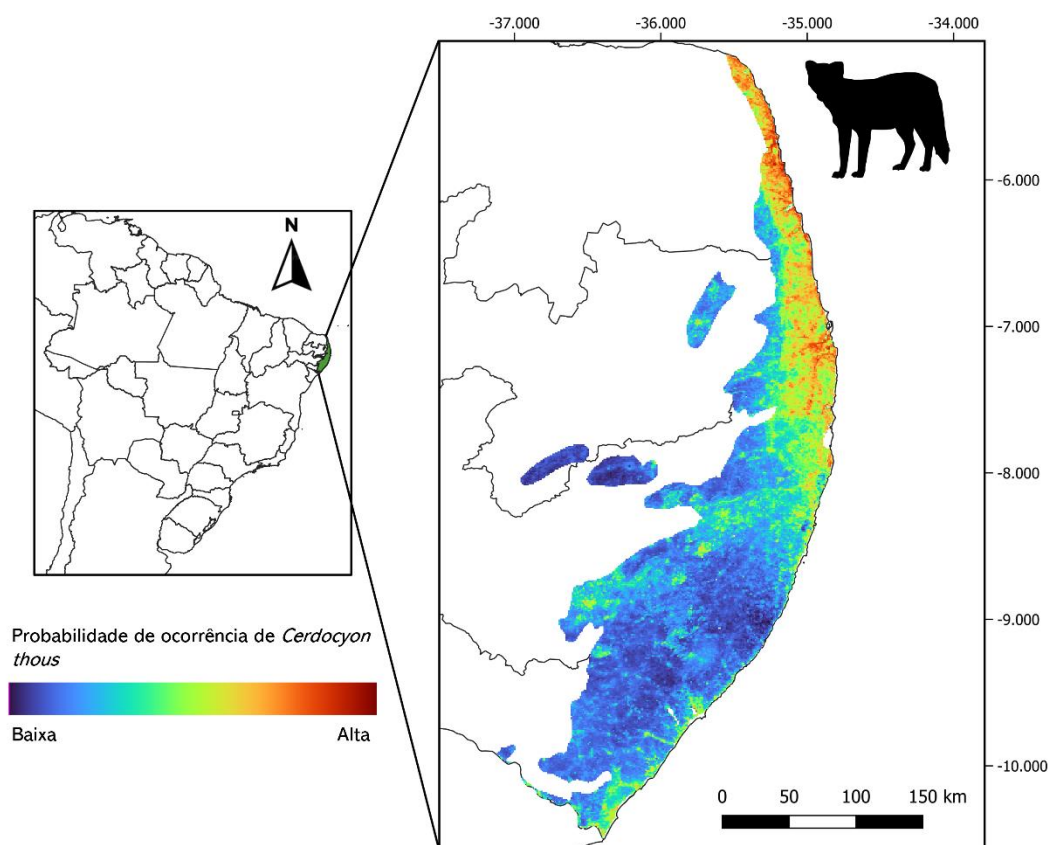 -37.000 -36.000 -35.000 -34.000
-6.000
N
-7.000
-8.000
-9.000
Probabilidade de ocorrência de Cerdocyon
thous
Baixa Alta
-10.000
0 50 100 150 km